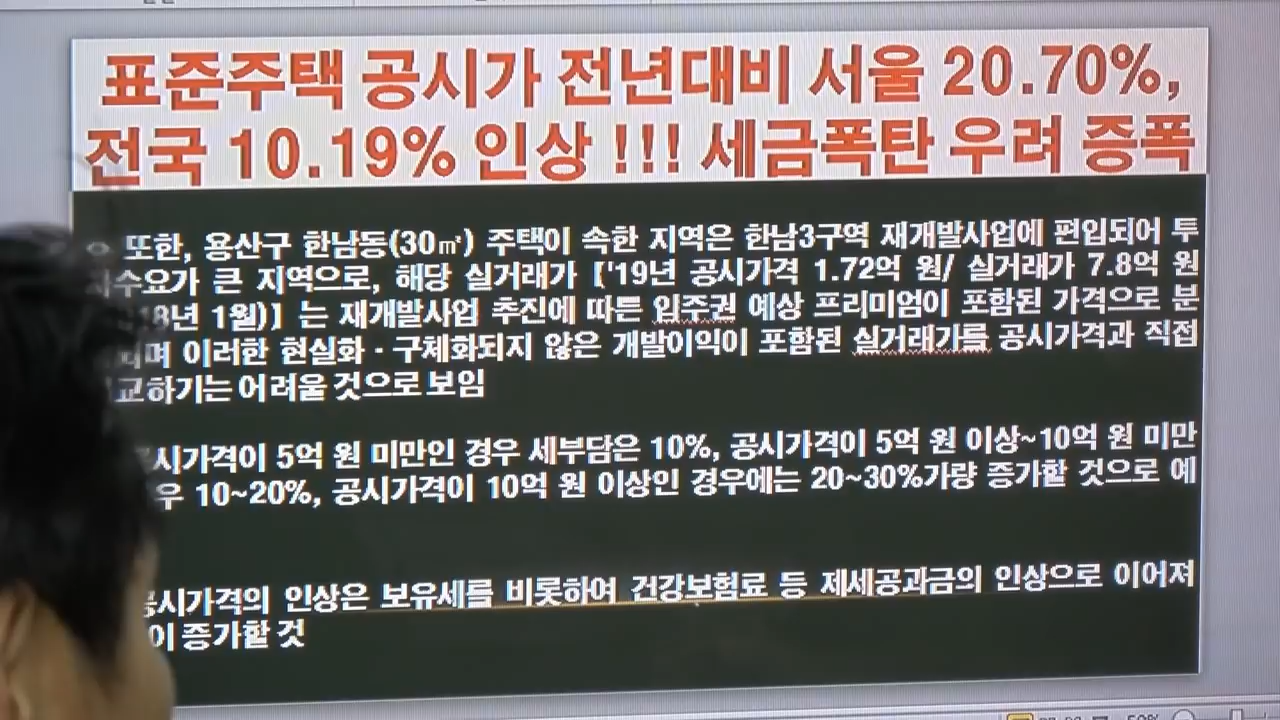 표준주택 공시가 전년대비 서울 20.70%,
전국 10.19% 인상 !!! 세금폭탄 우려 증폭
또한, 용산구 한남동(30㎡) 주택이 속한 지역은 한남3구역 재개발사업에 편입되어 투
수요가 큰 지역으로, 해당 실거래가 ['19년 공시가격 1.72억 원/ 실거래가 7.8억 원
18년 1월)] 는 재개발사업 추진에 따른 입주권 예상 프리미엄이 포함된 가격으로 분
며 이러한 현실화 · 구체화되지 않은 개발이익이 포함된 실거래가를 공시가격과 직접
교하기는 어려울 것으로 보임
시가격이 5억 원 미만인 경우 세부담은 10%, 공시가격이 5억 원 이상~10억 원 미만
우 10~20%, 공시가격이 10억 원 이상인 경우에는 20~30%가량 증가할 것으로 예
공시가격의 인상은 보유세를 비롯하여 건강보험료 등 제세공과금의 인상으로 이어져
이 증가할 것